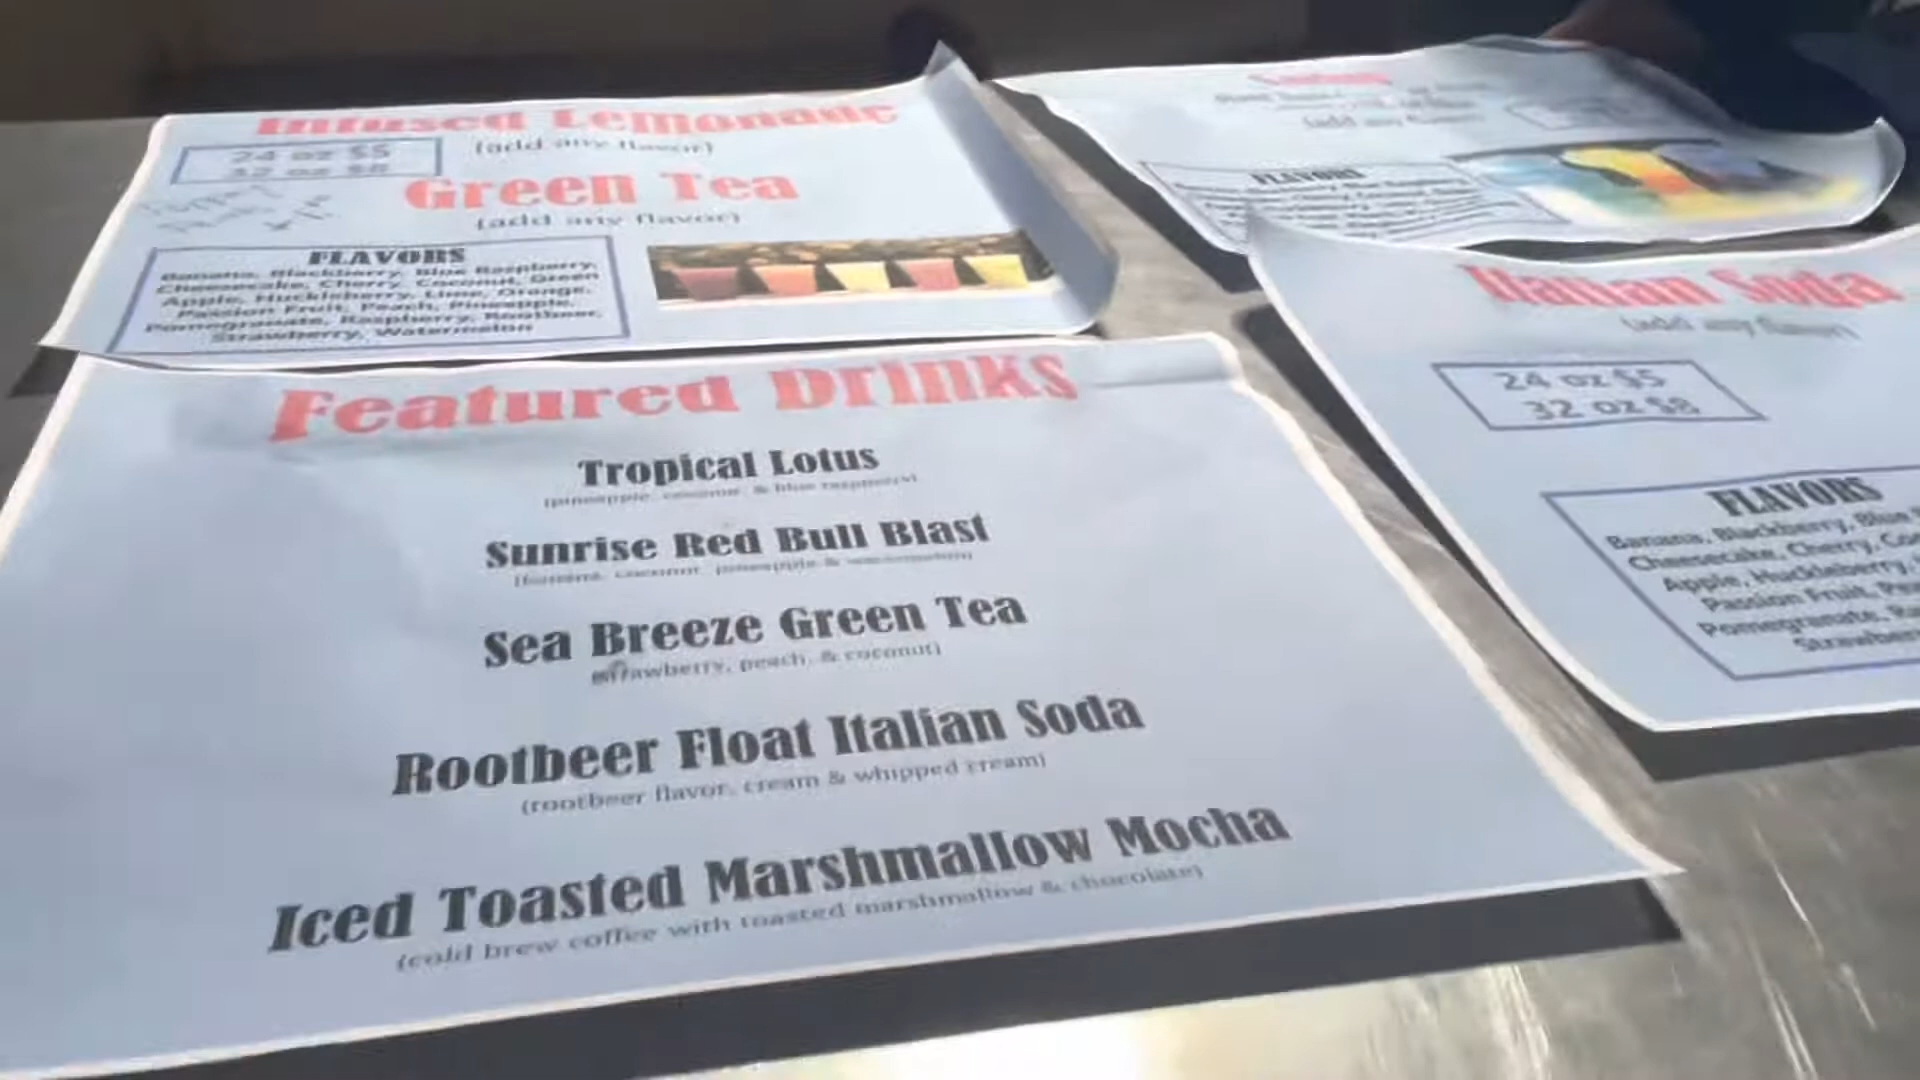 Infused Lemonade
(add any flavor)
24 oz $5
32 oz $8
Green Tea
(add any flavor)
FLAVORS
Banana, Blackberry, Blue Raspberry,
Cheesecake, Cherry, Coconut, Green
Apple, Huckleberry, Lime, Orange,
Passion Fruit, Peach, Pineapple,
Pomegranate, Raspberry, Rootbeer,
Strawberry, Watermelon
(add any flavor)
FLAVORS
Italian Soda
(add any flavor)
24 oz $5
32 oz $8
FLAVORS
Banana, Blackberry, Blue
Cheesecake, Cherry,
Apple, Huckleberry,
Passion Fruit,
Pomegranate,
Featured Drinks
Tropical Lotus
(pineapple, coconut, & blue raspberry)
Sunrise Red Bull Blast
(banana, coconut, pineapple & watermelon)
Sea Breeze Green Tea
(strawberry, peach, & coconut)
Rootbeer Float Italian Soda
(rootbeer flavor, cream & whipped cream)
Iced Toasted Marshmallow Mocha
(cold brew coffee with toasted marshmallow & chocolate)